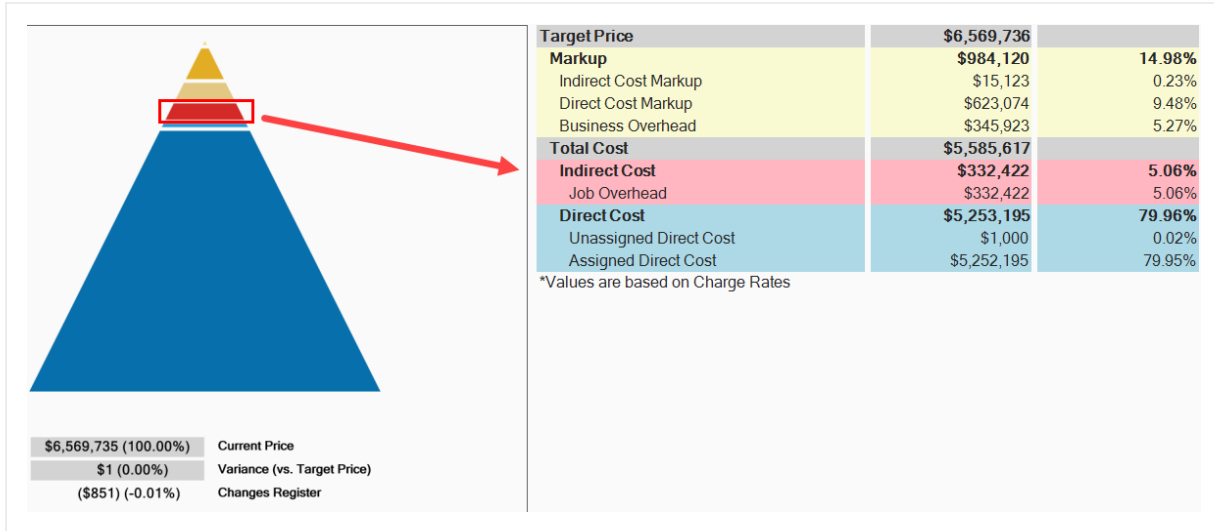 Target Price $6,569,736
Markup $984,120 14.98%
Indirect Cost Markup $15,123 0.23%
Direct Cost Markup $623,074 9.48%
Business Overhead $345,923 5.27%
Total Cost $5,585,617
Indirect Cost $332,422 5.06%
Job Overhead $332,422 5.06%
Direct Cost $5,253,195 79.96%
Unassigned Direct Cost $1,000 0.02%
Assigned Direct Cost $5,252,195 79.95%
*Values are based on Charge Rates
$6,569,735 (100.00%) Current Price
$1 (0.00%) Variance (vs. Target Price)
($851) (-0.01%) Changes Register